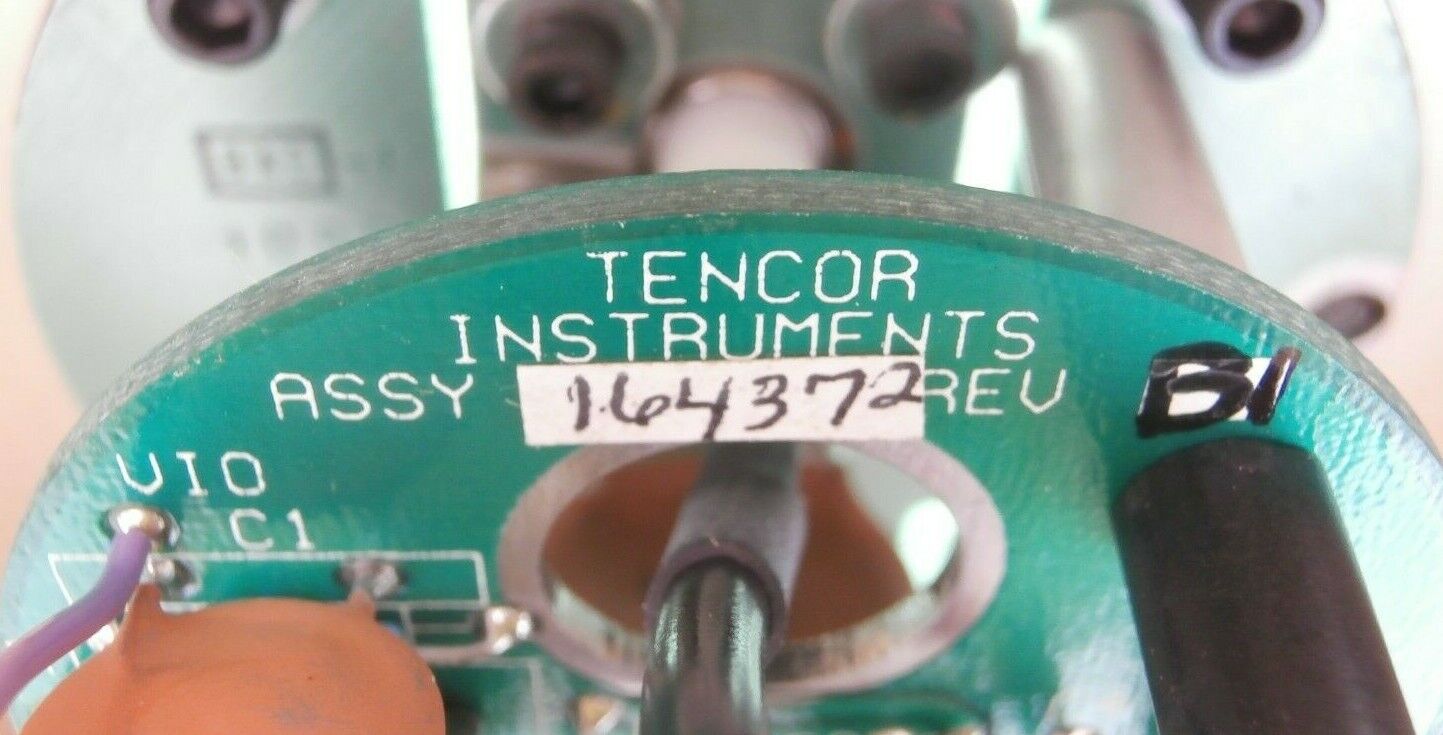 TENCOR
INSTRUMENTS
ASSY 164372 REV B1
VIO
C1